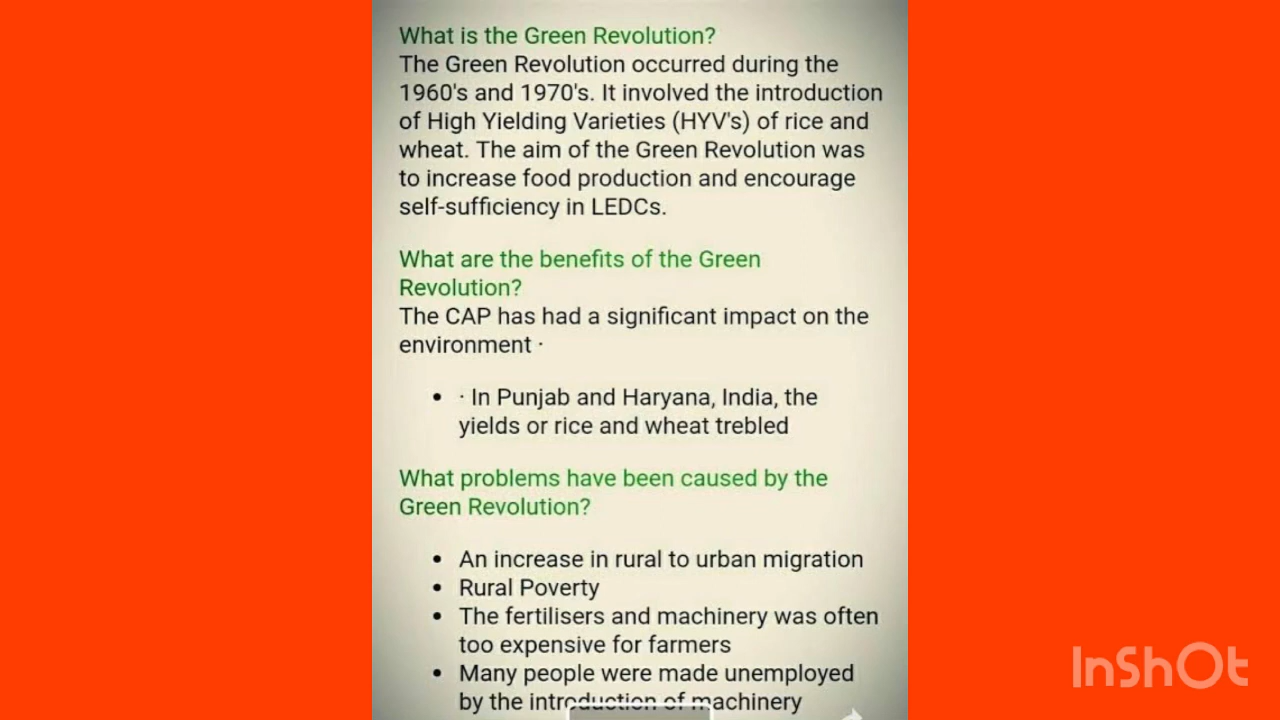 What is the Green Revolution?
The Green Revolution occurred during the
1960's and 1970's. It involved the introduction
of High Yielding Varieties (HYV's) of rice and
wheat. The aim of the Green Revolution was
to increase food production and encourage
self-sufficiency in LEDCs.
What are the benefits of the Green
Revolution?
The CAP has had a significant impact on the
environment ·
• · In Punjab and Haryana, India, the
yields or rice and wheat trebled
What problems have been caused by the
Green Revolution?
• An increase in rural to urban migration
• Rural Poverty
• The fertilisers and machinery was often
too expensive for farmers
• Many people were made unemployed
by the introduction of machinery
InShOt